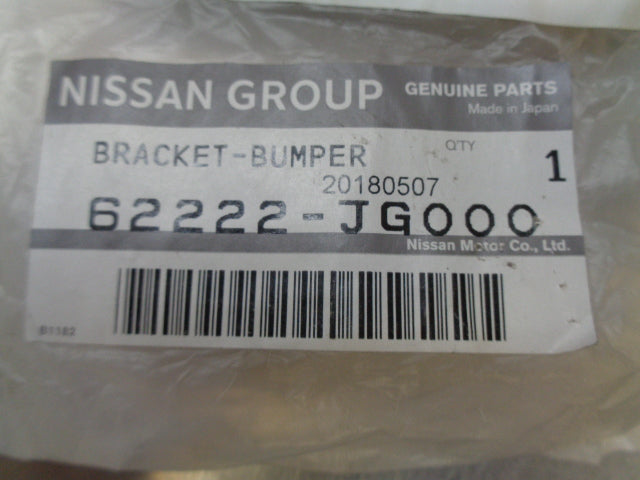 NISSAN GROUP GENUINE PARTS
Made in Japan
BRACKET-BUMPER Q'TY 1
20180507
62222-JG000
Nissan Motor Co., Ltd.
B1182